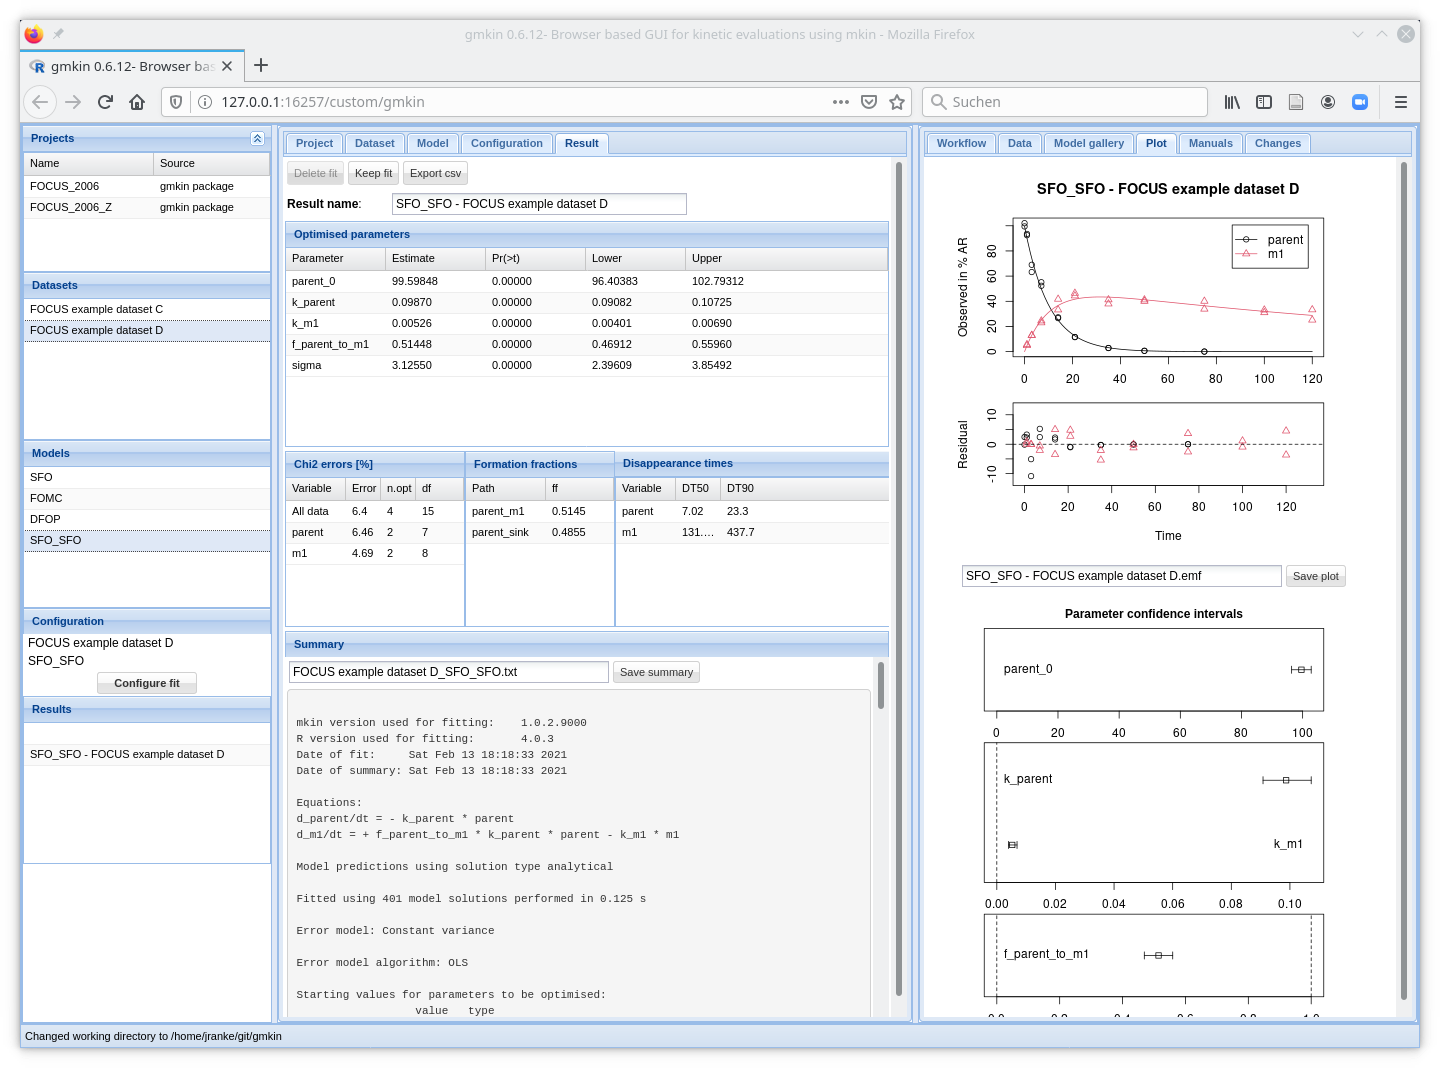 gmkin 0.6.12- Browser based GUI for kinetic evaluations using mkin - Mozilla Firefox
gmkin 0.6.12- Browser bas
127.0.0.1:16257/custom/gmkin
Suchen
Projects
Name Source
FOCUS_2006 gmkin package
FOCUS_2006_Z gmkin package
Datasets
FOCUS example dataset C
FOCUS example dataset D
Models
SFO
FOMC
DFOP
SFO_SFO
Configuration
FOCUS example dataset D
SFO_SFO
Configure fit
Results
SFO_SFO - FOCUS example dataset D
Project Dataset Model Configuration Result
Delete fit Keep fit Export csv
Result name: SFO_SFO - FOCUS example dataset D
Optimised parameters
Parameter Estimate Pr(>t) Lower Upper
parent_0 99.59848 0.00000 96.40383 102.79312
k_parent 0.09870 0.00000 0.09082 0.10725
k_m1 0.00526 0.00000 0.00401 0.00690
f_parent_to_m1 0.51448 0.00000 0.46912 0.55960
sigma 3.12550 0.00000 2.39609 3.85492
Chi2 errors [%]
Variable Error n.opt df
All data 6.4 4 15
parent 6.46 2 7
m1 4.69 2 8
Formation fractions
Path ff
parent_m1 0.5145
parent_sink 0.4855
Disappearance times
Variable DT50 DT90
parent 7.02 23.3
m1 131.… 437.7
Summary
FOCUS example dataset D_SFO_SFO.txt Save summary
mkin version used for fitting: 1.0.2.9000
R version used for fitting: 4.0.3
Date of fit: Sat Feb 13 18:18:33 2021
Date of summary: Sat Feb 13 18:18:33 2021
Equations:
d_parent/dt = - k_parent * parent
d_m1/dt = + f_parent_to_m1 * k_parent * parent - k_m1 * m1
Model predictions using solution type analytical
Fitted using 401 model solutions performed in 0.125 s
Error model: Constant variance
Error model algorithm: OLS
Starting values for parameters to be optimised:
value type
Workflow Data Model gallery Plot Manuals Changes
SFO_SFO - FOCUS example dataset D
Observed in % AR
80
60
40
20
0
parent
m1
0 20 40 60 80 100 120
Residual
10
0
-10
0 20 40 60 80 100 120
Time
SFO_SFO - FOCUS example dataset D.emf Save plot
Parameter confidence intervals
parent_0
0 20 40 60 80 100
k_parent
k_m1
0.00 0.02 0.04 0.06 0.08 0.10
f_parent_to_m1
Changed working directory to /home/jranke/git/gmkin